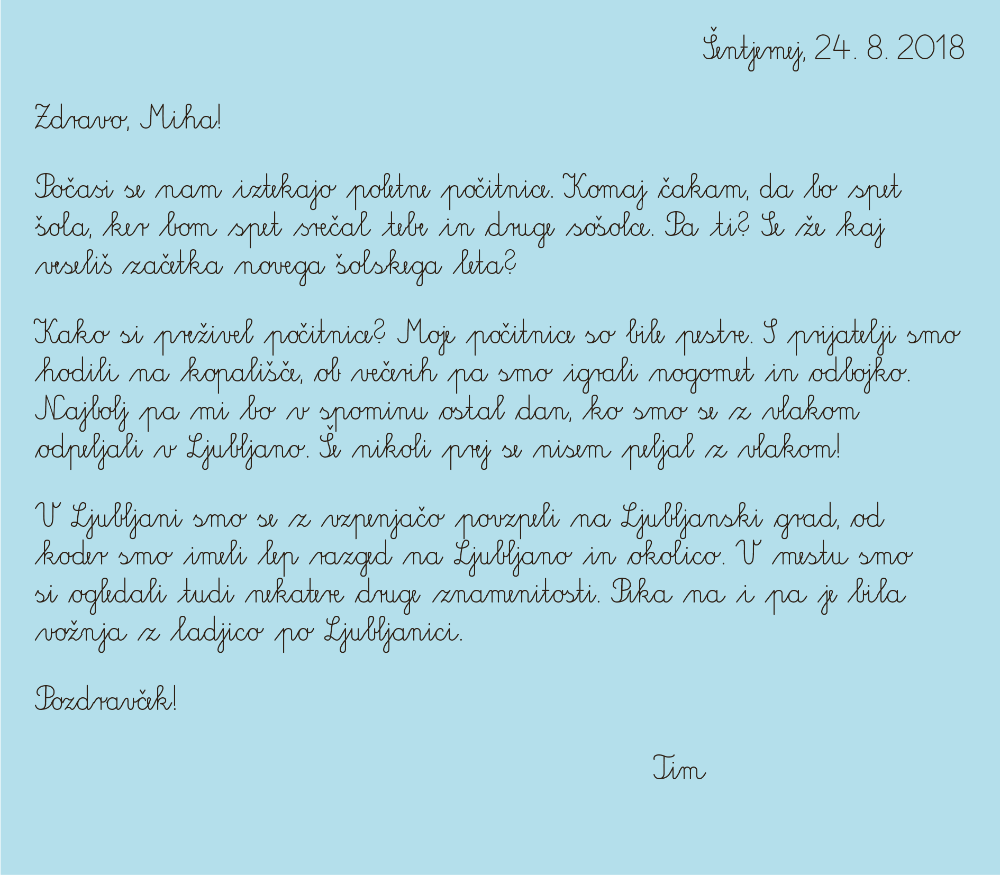 Šentjernej, 24. 8. 2018
Zdravo, Miha!
Počasi se nam iztekajo poletne počitnice. Komaj čakam, da bo spet
šola, ker bom spet srečal tebe in druge sošolce. Pa ti? Se že kaj
veseliš začetka novega šolskega leta?
Kako si preživel počitnice? Moje počitnice so bile pestre. S prijatelji smo
hodili na kopališče, ob večerih pa smo igrali nogomet in odbojko.
Najbolj pa mi bo v spominu ostal dan, ko smo se z vlakom
odpeljali v Ljubljano. Še nikoli prej se nisem peljal z vlakom!
V Ljubljani smo se z vzpenjačo povzpeli na Ljubljanski grad, od
koder smo imeli lep razged na Ljubljano in okolico. V mestu smo
si ogledali tudi nekatere druge znamenitosti. Pika na i pa je bila
vožnja z ladjico po Ljubljanici.
Pozdravček!
Tim